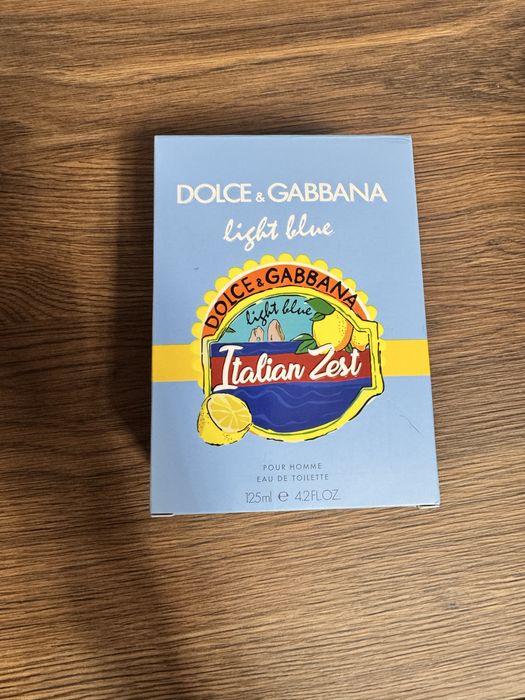 DOLCE & GABBANA
light blue
DOLCE & GABBANA
light blue
Italian Zest
POUR HOMME
EAU DE TOILETTE
125ml e 4.2FL.OZ.